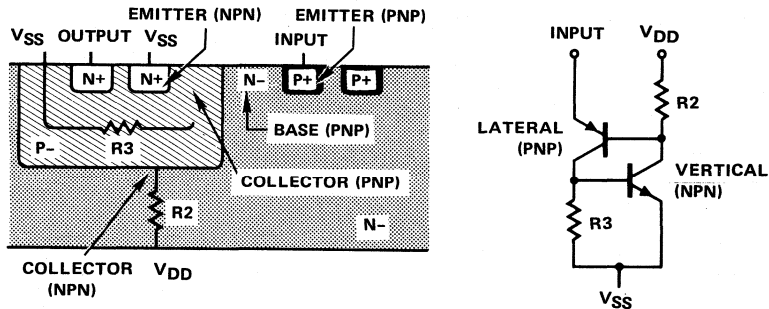 EMITTER (NPN)
EMITTER (PNP)
VSS
OUTPUT
VSS
INPUT
N+
N+
N–
P+
P+
BASE (PNP)
P–
R3
COLLECTOR (PNP)
R2
N–
COLLECTOR
(NPN)
VDD
INPUT
VDD
R2
LATERAL
(PNP)
VERTICAL
(NPN)
R3
VSS